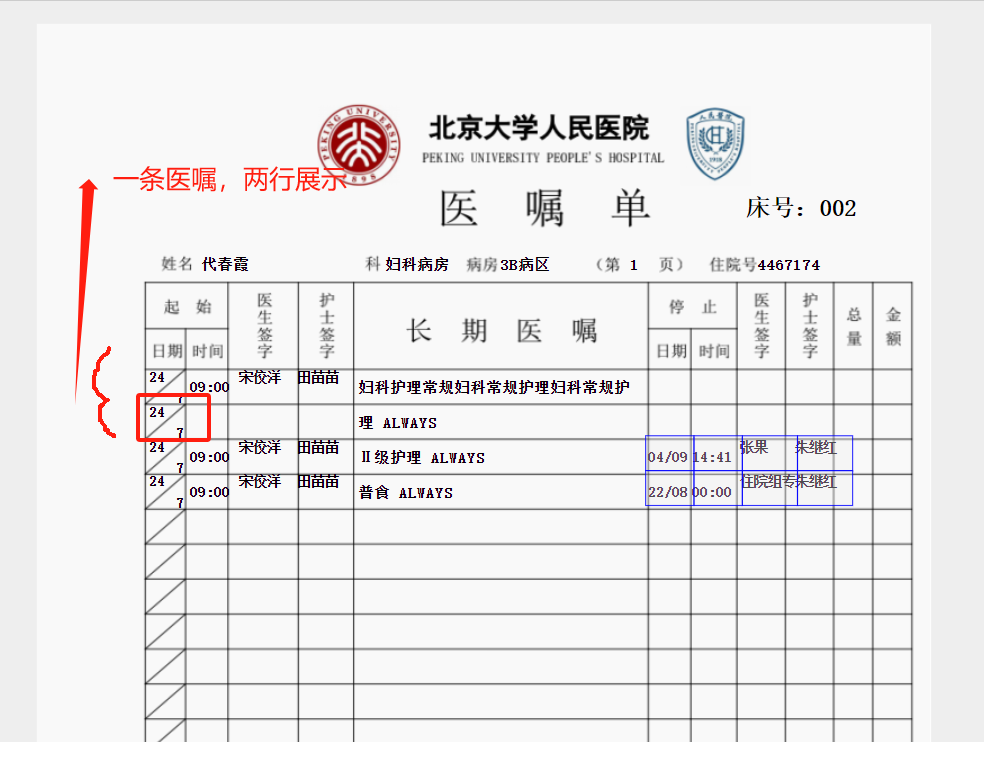 PEKING UNIVERSITY
1898
北京大学人民医院
PEKING UNIVERSITY PEOPLE'S HOSPITAL
人民医院
1918
一条医嘱，两行展示
医 嘱 单
床号：002
姓名 代春霞 科 妇科病房 病房3B病区 （第 1 页） 住院号4467174
起 始 医生签字 护士签字 长 期 医 嘱 停 止 医生签字 护士签字 总量 金额
日期 时间 日期 时间
24 7 09:00 宋佼洋 田苗苗 妇科护理常规妇科常规护理妇科常规护
24 7 理 ALWAYS
24 7 09:00 宋佼洋 田苗苗 Ⅱ级护理 ALWAYS 04/09 14:41 张果 朱继红
24 7 09:00 宋佼洋 田苗苗 普食 ALWAYS 22/08 00:00 住院组专 朱继红